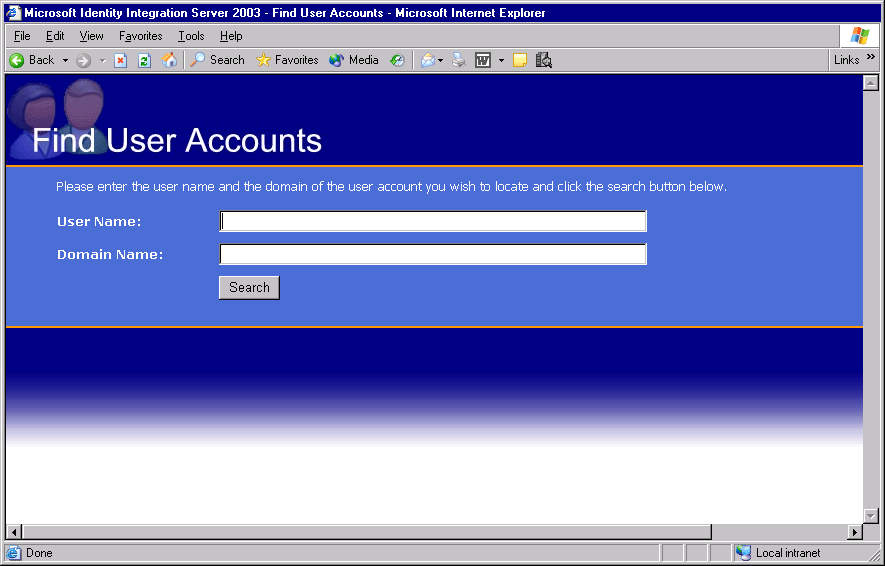 Microsoft Identity Integration Server 2003 - Find User Accounts - Microsoft Internet Explorer
File Edit View Favorites Tools Help
Back Search Favorites Media W Links »
Find User Accounts
Please enter the user name and the domain of the user account you wish to locate and click the search button below.
User Name:
Domain Name:
Search
Done Local intranet